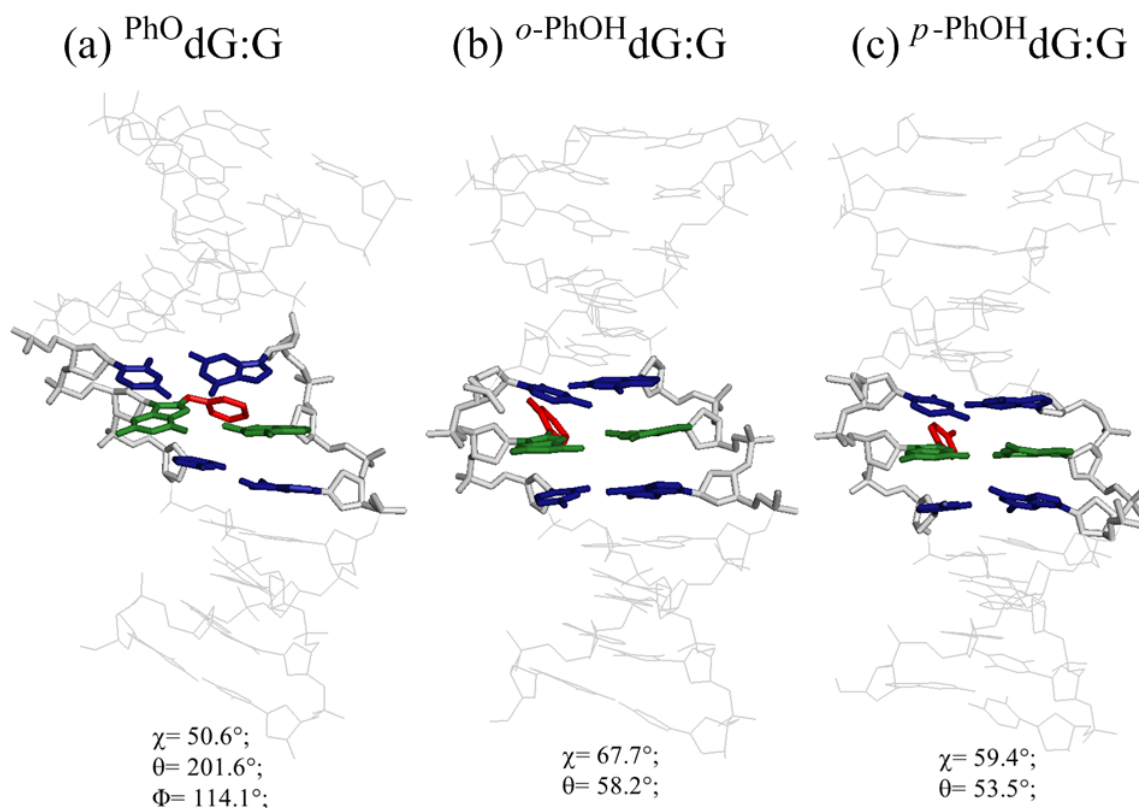 (a) PhOdG:G
(b) o-PhOHdG:G
(c) p-PhOHdG:G
χ= 50.6°;
θ= 201.6°;
Φ= 114.1°;
χ= 67.7°;
θ= 58.2°;
χ= 59.4°;
θ= 53.5°;